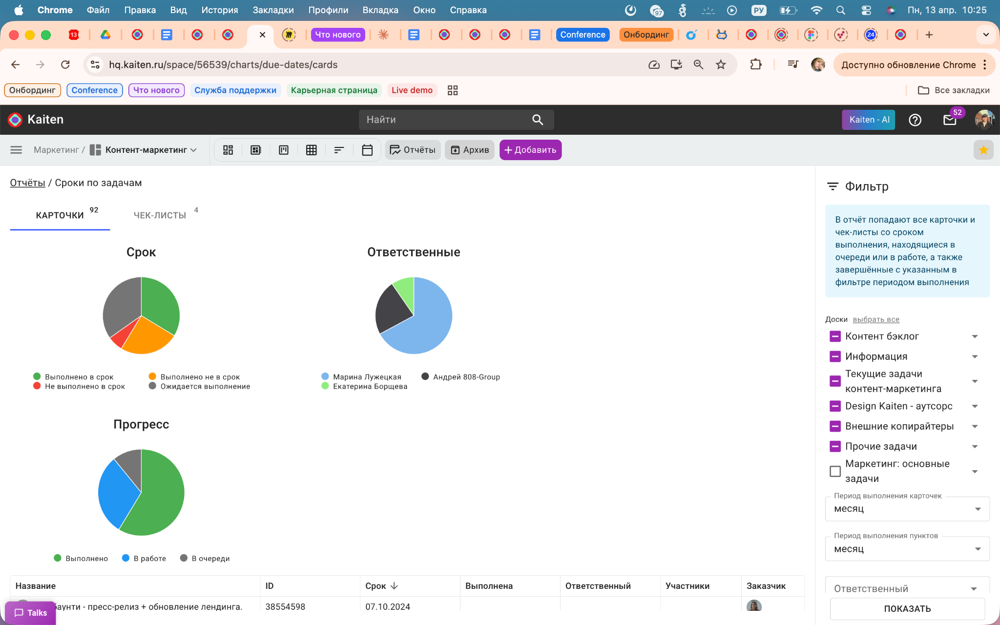 Chrome Файл Правка Вид История Закладки Профили Вкладка Окно Справка 97 РУ Пн, 13 апр. 10:25
13 Что нового Conference Онбординг 24
hq.kaiten.ru/space/56539/charts/due-dates/cards Доступно обновление Chrome
Онбординг Conference Что нового Служба поддержки Карьерная страница Live demo Все закладки
Kaiten Найти Kaiten - AI 52
Маркетинг / Контент-маркетинг Отчёты Архив + Добавить
Отчёты / Сроки по задачам
КАРТОЧКИ 92 ЧЕК-ЛИСТЫ 4
Срок
Выполнено в срок Выполнено не в срок
Не выполнено в срок Ожидается выполнение
Ответственные
Марина Лужецкая Андрей 808-Group
Екатерина Борщева
Прогресс
Выполнено В работе В очереди
Название ID Срок Выполнена Ответственный Участники Заказчик
баунти - пресс-релиз + обновление лендинга. 38554598 07.10.2024
Talks
Фильтр
В отчёт попадают все карточки и
чек-листы со сроком
выполнения, находящиеся в
очереди или в работе, а также
завершённые с указанным в
фильтре периодом выполнения
Доски выбрать все
Контент бэклог
Информация
Текущие задачи
контент-маркетинга
Design Kaiten - аутсорс
Внешние копирайтеры
Прочие задачи
Маркетинг: основные
задачи
Период выполнения карточек
месяц
Период выполнения пунктов
месяц
Ответственный
ПОКАЗАТЬ